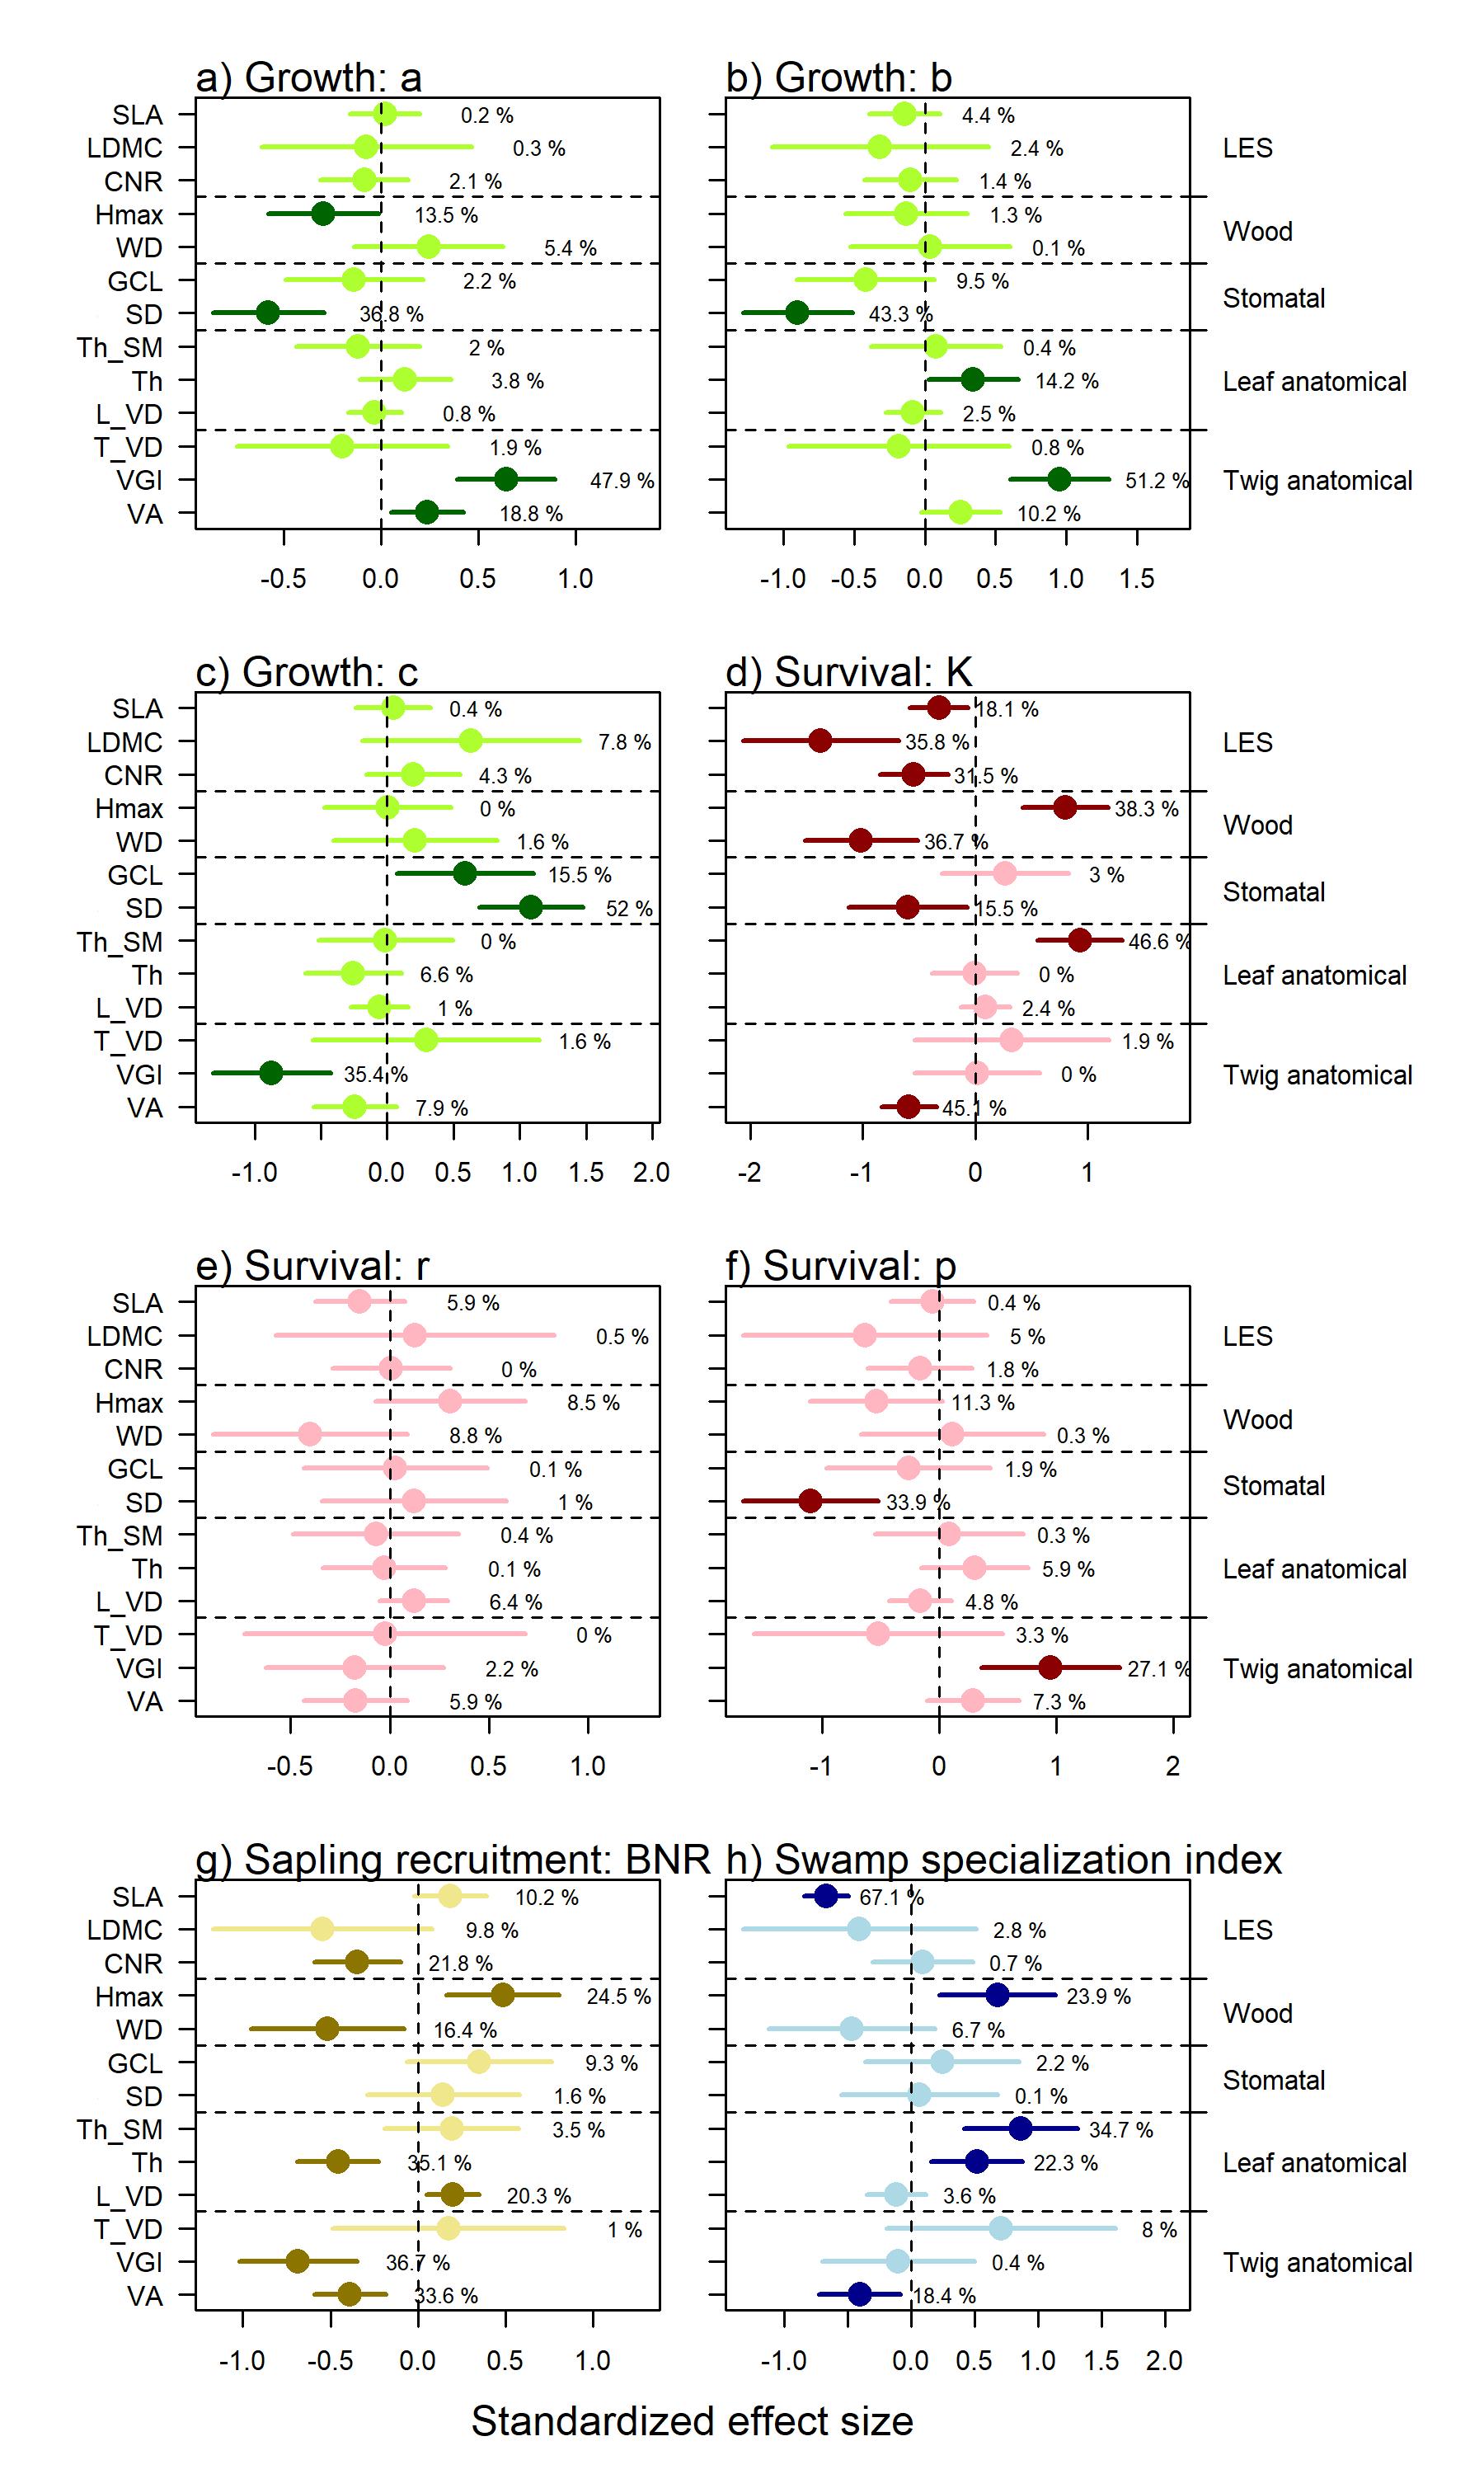 a) Growth: a b) Growth: b
SLA 0.2 % 4.4 %
LDMC 0.3 % 2.4 % LES
CNR 2.1 % 1.4 %
Hmax 13.5 % 1.3 %
Wood
WD 5.4 % 0.1 %
GCL 2.2 % 9.5 %
Stomatal
SD 36.8 % 43.3 %
Th_SM 2 % 0.4 %
Th 3.8 % 14.2 % Leaf anatomical
L_VD 0.8 % 2.5 %
T_VD 1.9 % 0.8 %
VGI 47.9 % 51.2 % Twig anatomical
VA 18.8 % 10.2 %
-0.5 0.0 0.5 1.0 -1.0 -0.5 0.0 0.5 1.0 1.5
c) Growth: c d) Survival: K
SLA 0.4 % 18.1 %
LDMC 7.8 % 35.8 % LES
CNR 4.3 % 31.5 %
Hmax 0 % 38.3 %
Wood
WD 1.6 % 36.7 %
GCL 15.5 % 3 %
Stomatal
SD 52 % 15.5 %
Th_SM 0 % 46.6 %
Th 6.6 % 0 % Leaf anatomical
L_VD 1 % 2.4 %
T_VD 1.6 % 1.9 %
VGI 35.4 % 0 % Twig anatomical
VA 7.9 % 45.1 %
-1.0 0.0 0.5 1.0 1.5 2.0 -2 -1 0 1
e) Survival: r f) Survival: p
SLA 5.9 % 0.4 %
LDMC 0.5 % 5 % LES
CNR 0 % 1.8 %
Hmax 8.5 % 11.3 %
Wood
WD 8.8 % 0.3 %
GCL 0.1 % 1.9 %
Stomatal
SD 1 % 33.9 %
Th_SM 0.4 % 0.3 %
Th 0.1 % 5.9 % Leaf anatomical
L_VD 6.4 % 4.8 %
T_VD 0 % 3.3 %
VGI 2.2 % 27.1 % Twig anatomical
VA 5.9 % 7.3 %
-0.5 0.0 0.5 1.0 -1 0 1 2
g) Sapling recruitment: BNR h) Swamp specialization index
SLA 10.2 % 67.1 %
LDMC 9.8 % 2.8 % LES
CNR 21.8 % 0.7 %
Hmax 24.5 % 23.9 %
Wood
WD 16.4 % 6.7 %
GCL 9.3 % 2.2 %
Stomatal
SD 1.6 % 0.1 %
Th_SM 3.5 % 34.7 %
Th 35.1 % 22.3 % Leaf anatomical
L_VD 20.3 % 3.6 %
T_VD 1 % 8 %
VGI 36.7 % 0.4 % Twig anatomical
VA 33.6 % 18.4 %
-1.0 -0.5 0.0 0.5 1.0 -1.0 0.0 0.5 1.0 1.5 2.0
Standardized effect size